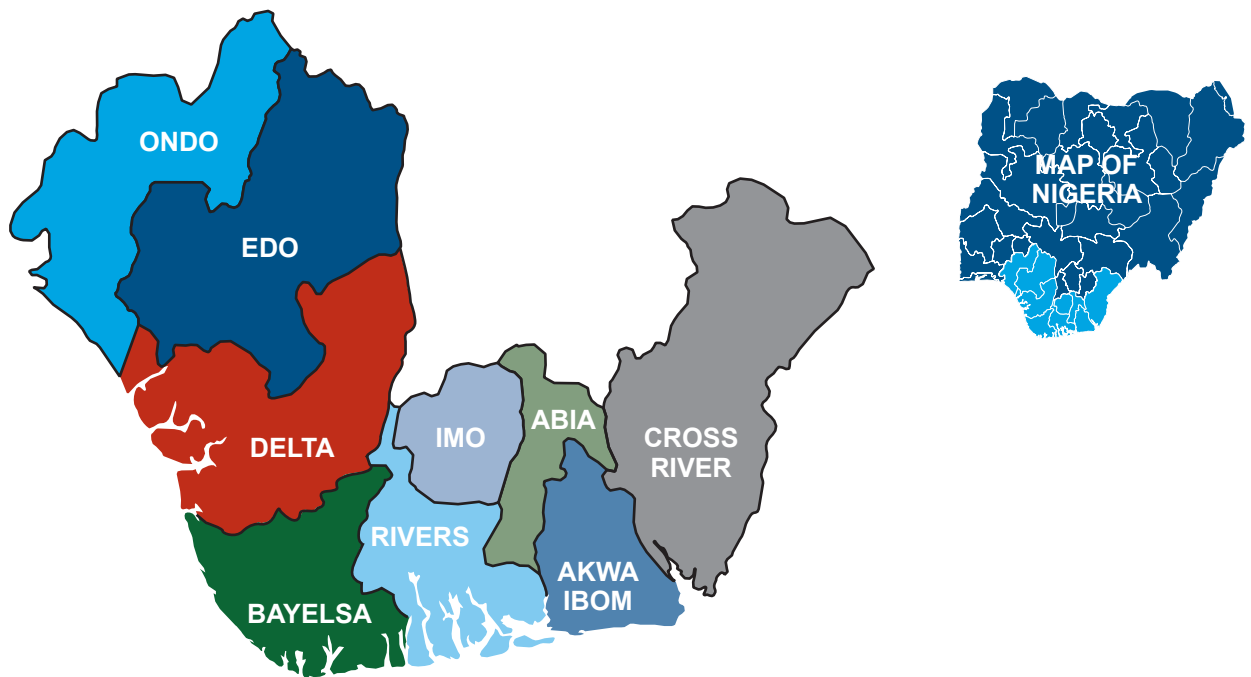 ONDO
MAP OF
NIGERIA
EDO
IMO
ABIA
CROSS
RIVER
DELTA
RIVERS
AKWA
IBOM
BAYELSA